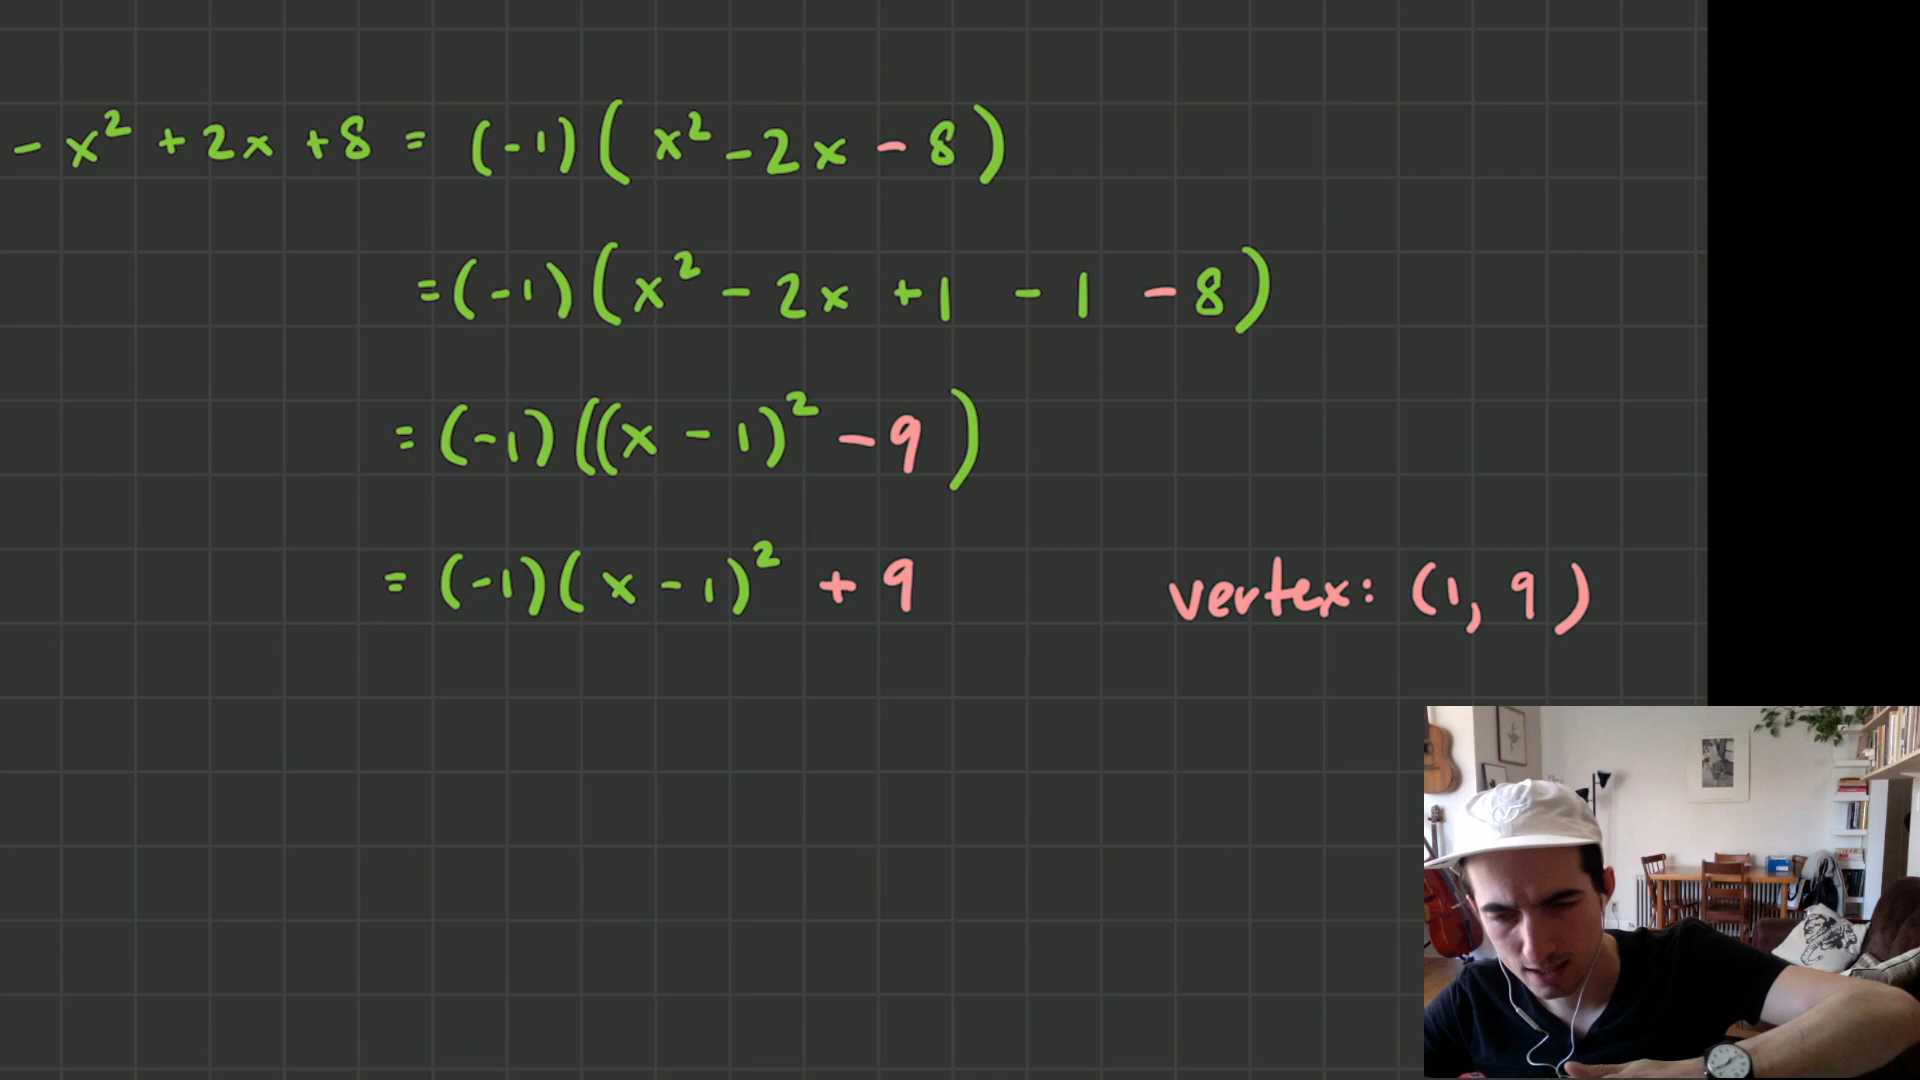 - x² + 2x + 8 = (-1)( x² - 2x - 8)
= (-1)(x² - 2x + 1 - 1 - 8)
= (-1)((x - 1)² - 9)
= (-1)(x - 1)² + 9
vertex: (1, 9)